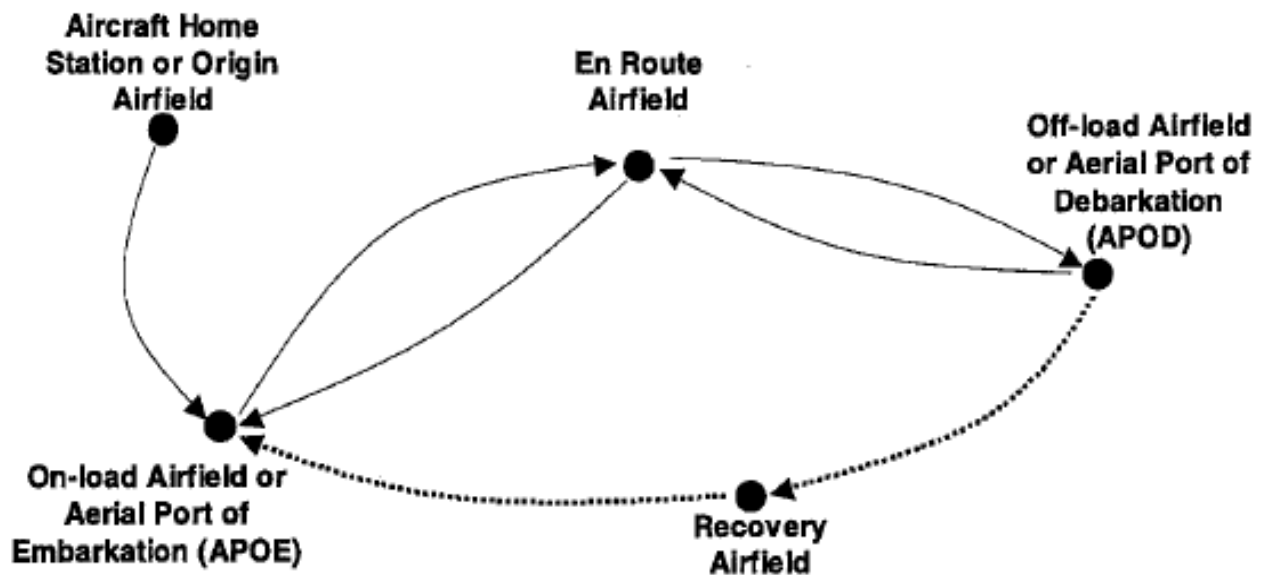 Aircraft Home
Station or Origin
Airfield
En Route
Airfield
Off-load Airfield
or Aerial Port of
Debarkation
(APOD)
On-load Airfield or
Aerial Port of
Embarkation (APOE)
Recovery
Airfield